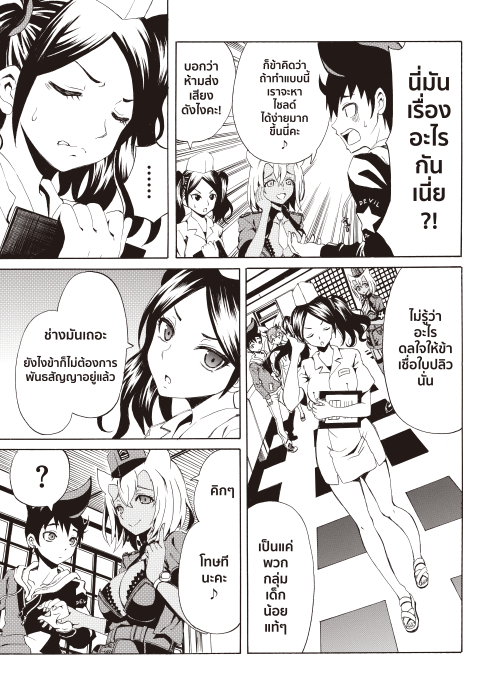 นี่มัน
เรื่อง
อะไร
กัน
เนี่ย
?!
ก็ข้าคิดว่า
ถ้าทำแบบนี้
เราจะหา
ไชลด์
ได้ง่ายมาก
ขึ้นนี่คะ
♪
บอกว่า
ห้ามส่ง
เสียง
ดังไงคะ!
DEVIL
......
ไม่รู้ว่า
อะไร
ดลใจให้ข้า
เชื่อใบปลิว
นั่น
เป็นแค่
พวก
กลุ่ม
เด็ก
น้อย
แท้ๆ
ช่างมันเถอะ
ยังไงข้าก็ไม่ต้องการ
พันธสัญญาอยู่แล้ว
คิกๆ
โทษที
นะคะ
♪
?